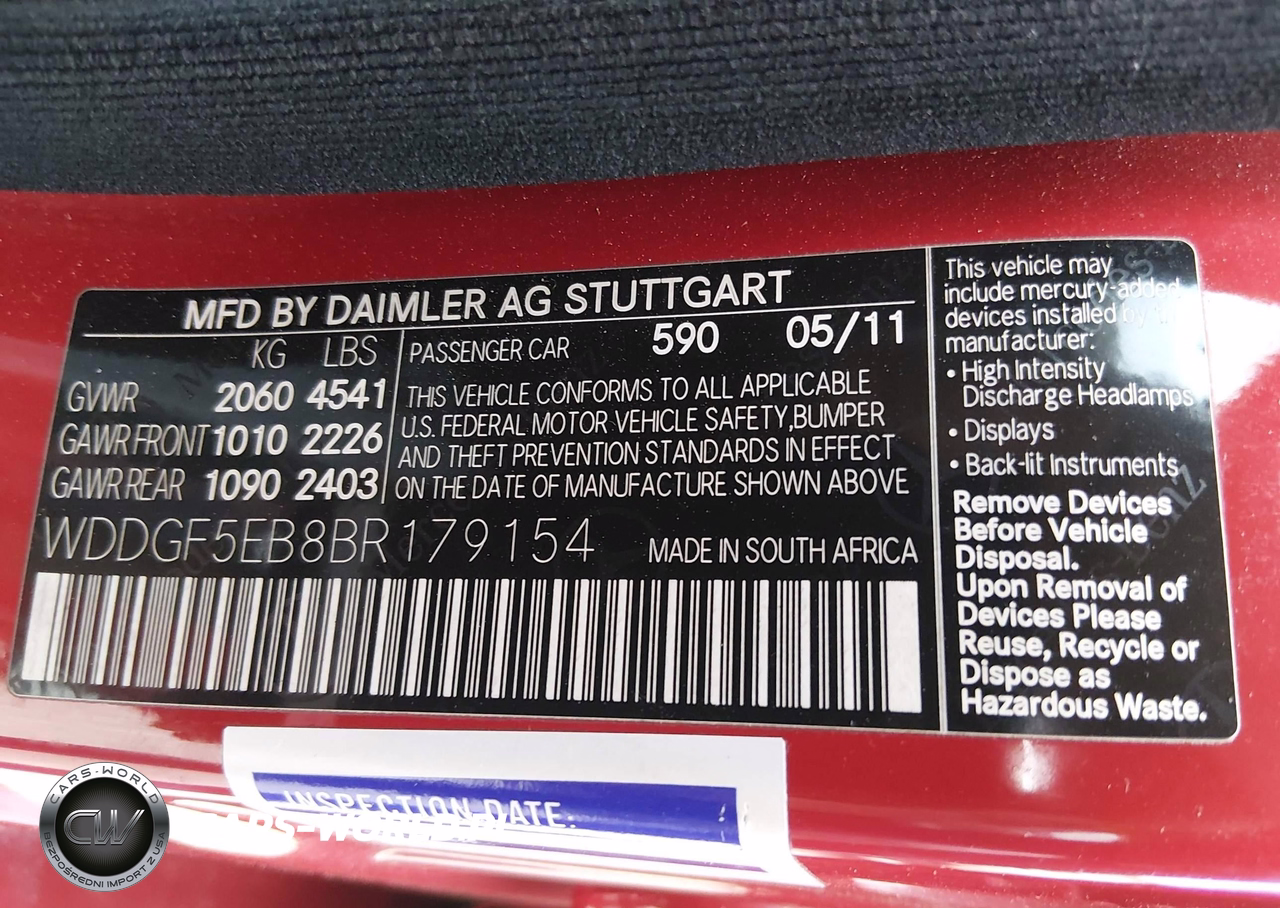 MFD BY DAIMLER AG STUTTGART
KG LBS
GVWR 2060 4541
GAWR FRONT 1010 2226
GAWR REAR 1090 2403
PASSENGER CAR 590 05/11
THIS VEHICLE CONFORMS TO ALL APPLICABLE
U.S. FEDERAL MOTOR VEHICLE SAFETY,BUMPER
AND THEFT PREVENTION STANDARDS IN EFFECT
ON THE DATE OF MANUFACTURE SHOWN ABOVE
WDDGF5EB8BR179154 MADE IN SOUTH AFRICA
This vehicle may
include mercury-added
devices installed by
manufacturer:
• High Intensity
Discharge Headlamps
• Displays
• Back-lit Instruments
Remove Devices
Before Vehicle
Disposal.
Upon Removal of
Devices Please
Reuse, Recycle or
Dispose as
Hazardous Waste.
INSPECTION DATE:
CARS-WORLD
CW
BEZPOŚREDNI IMPORT Z USA